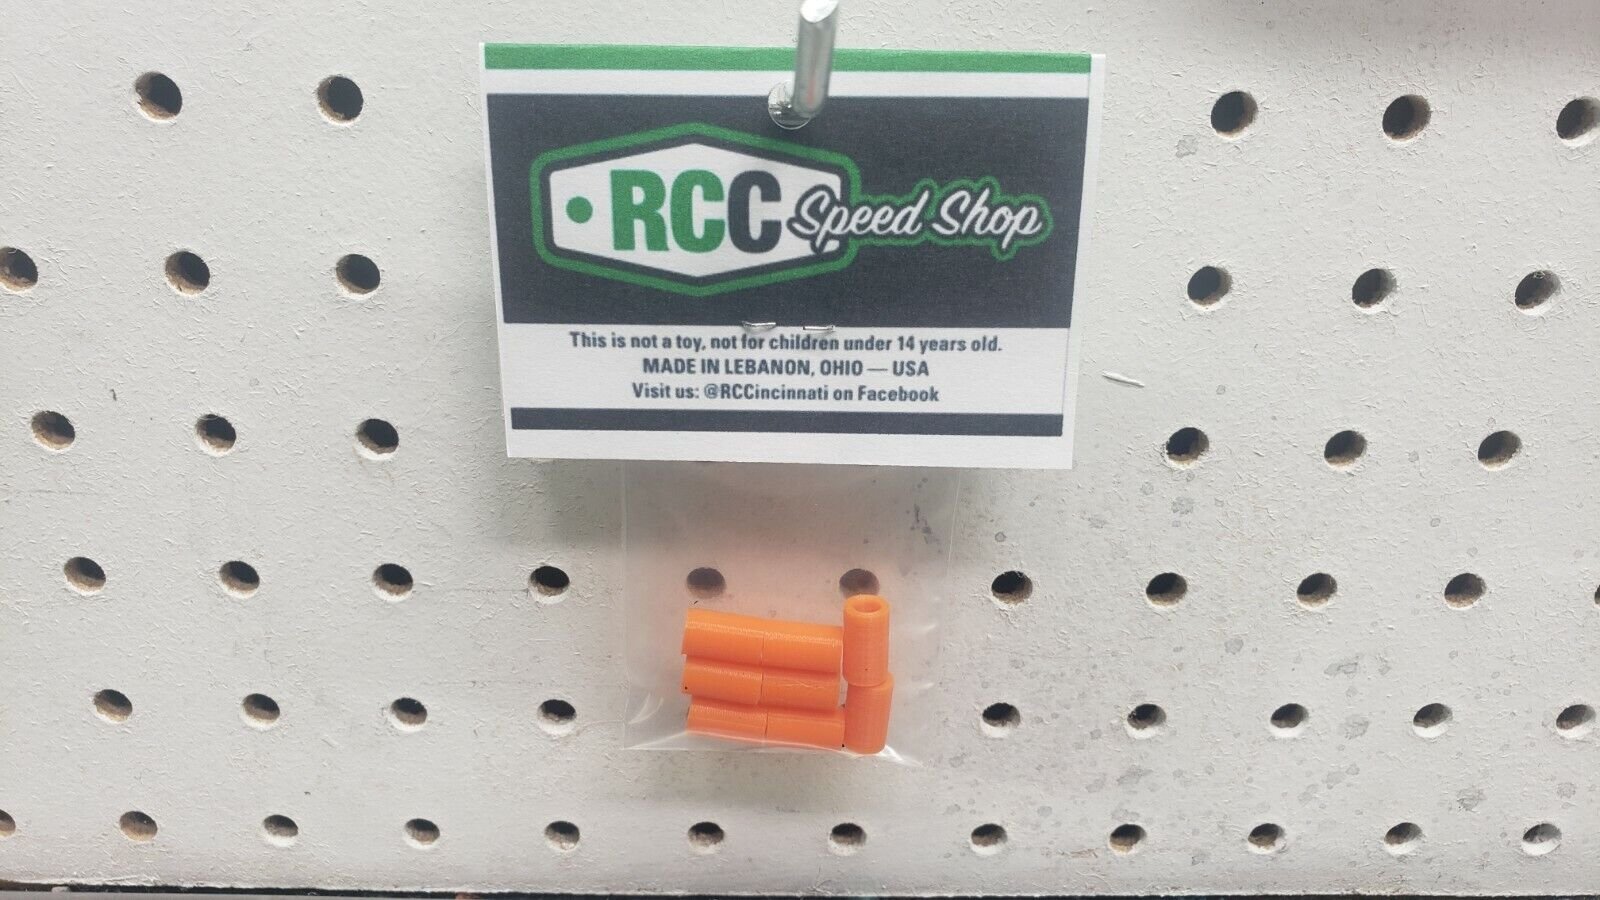 RCC Speed Shop
This is not a toy, not for children under 14 years old.
MADE IN LEBANON, OHIO — USA
Visit us: @RCCincinnati on Facebook